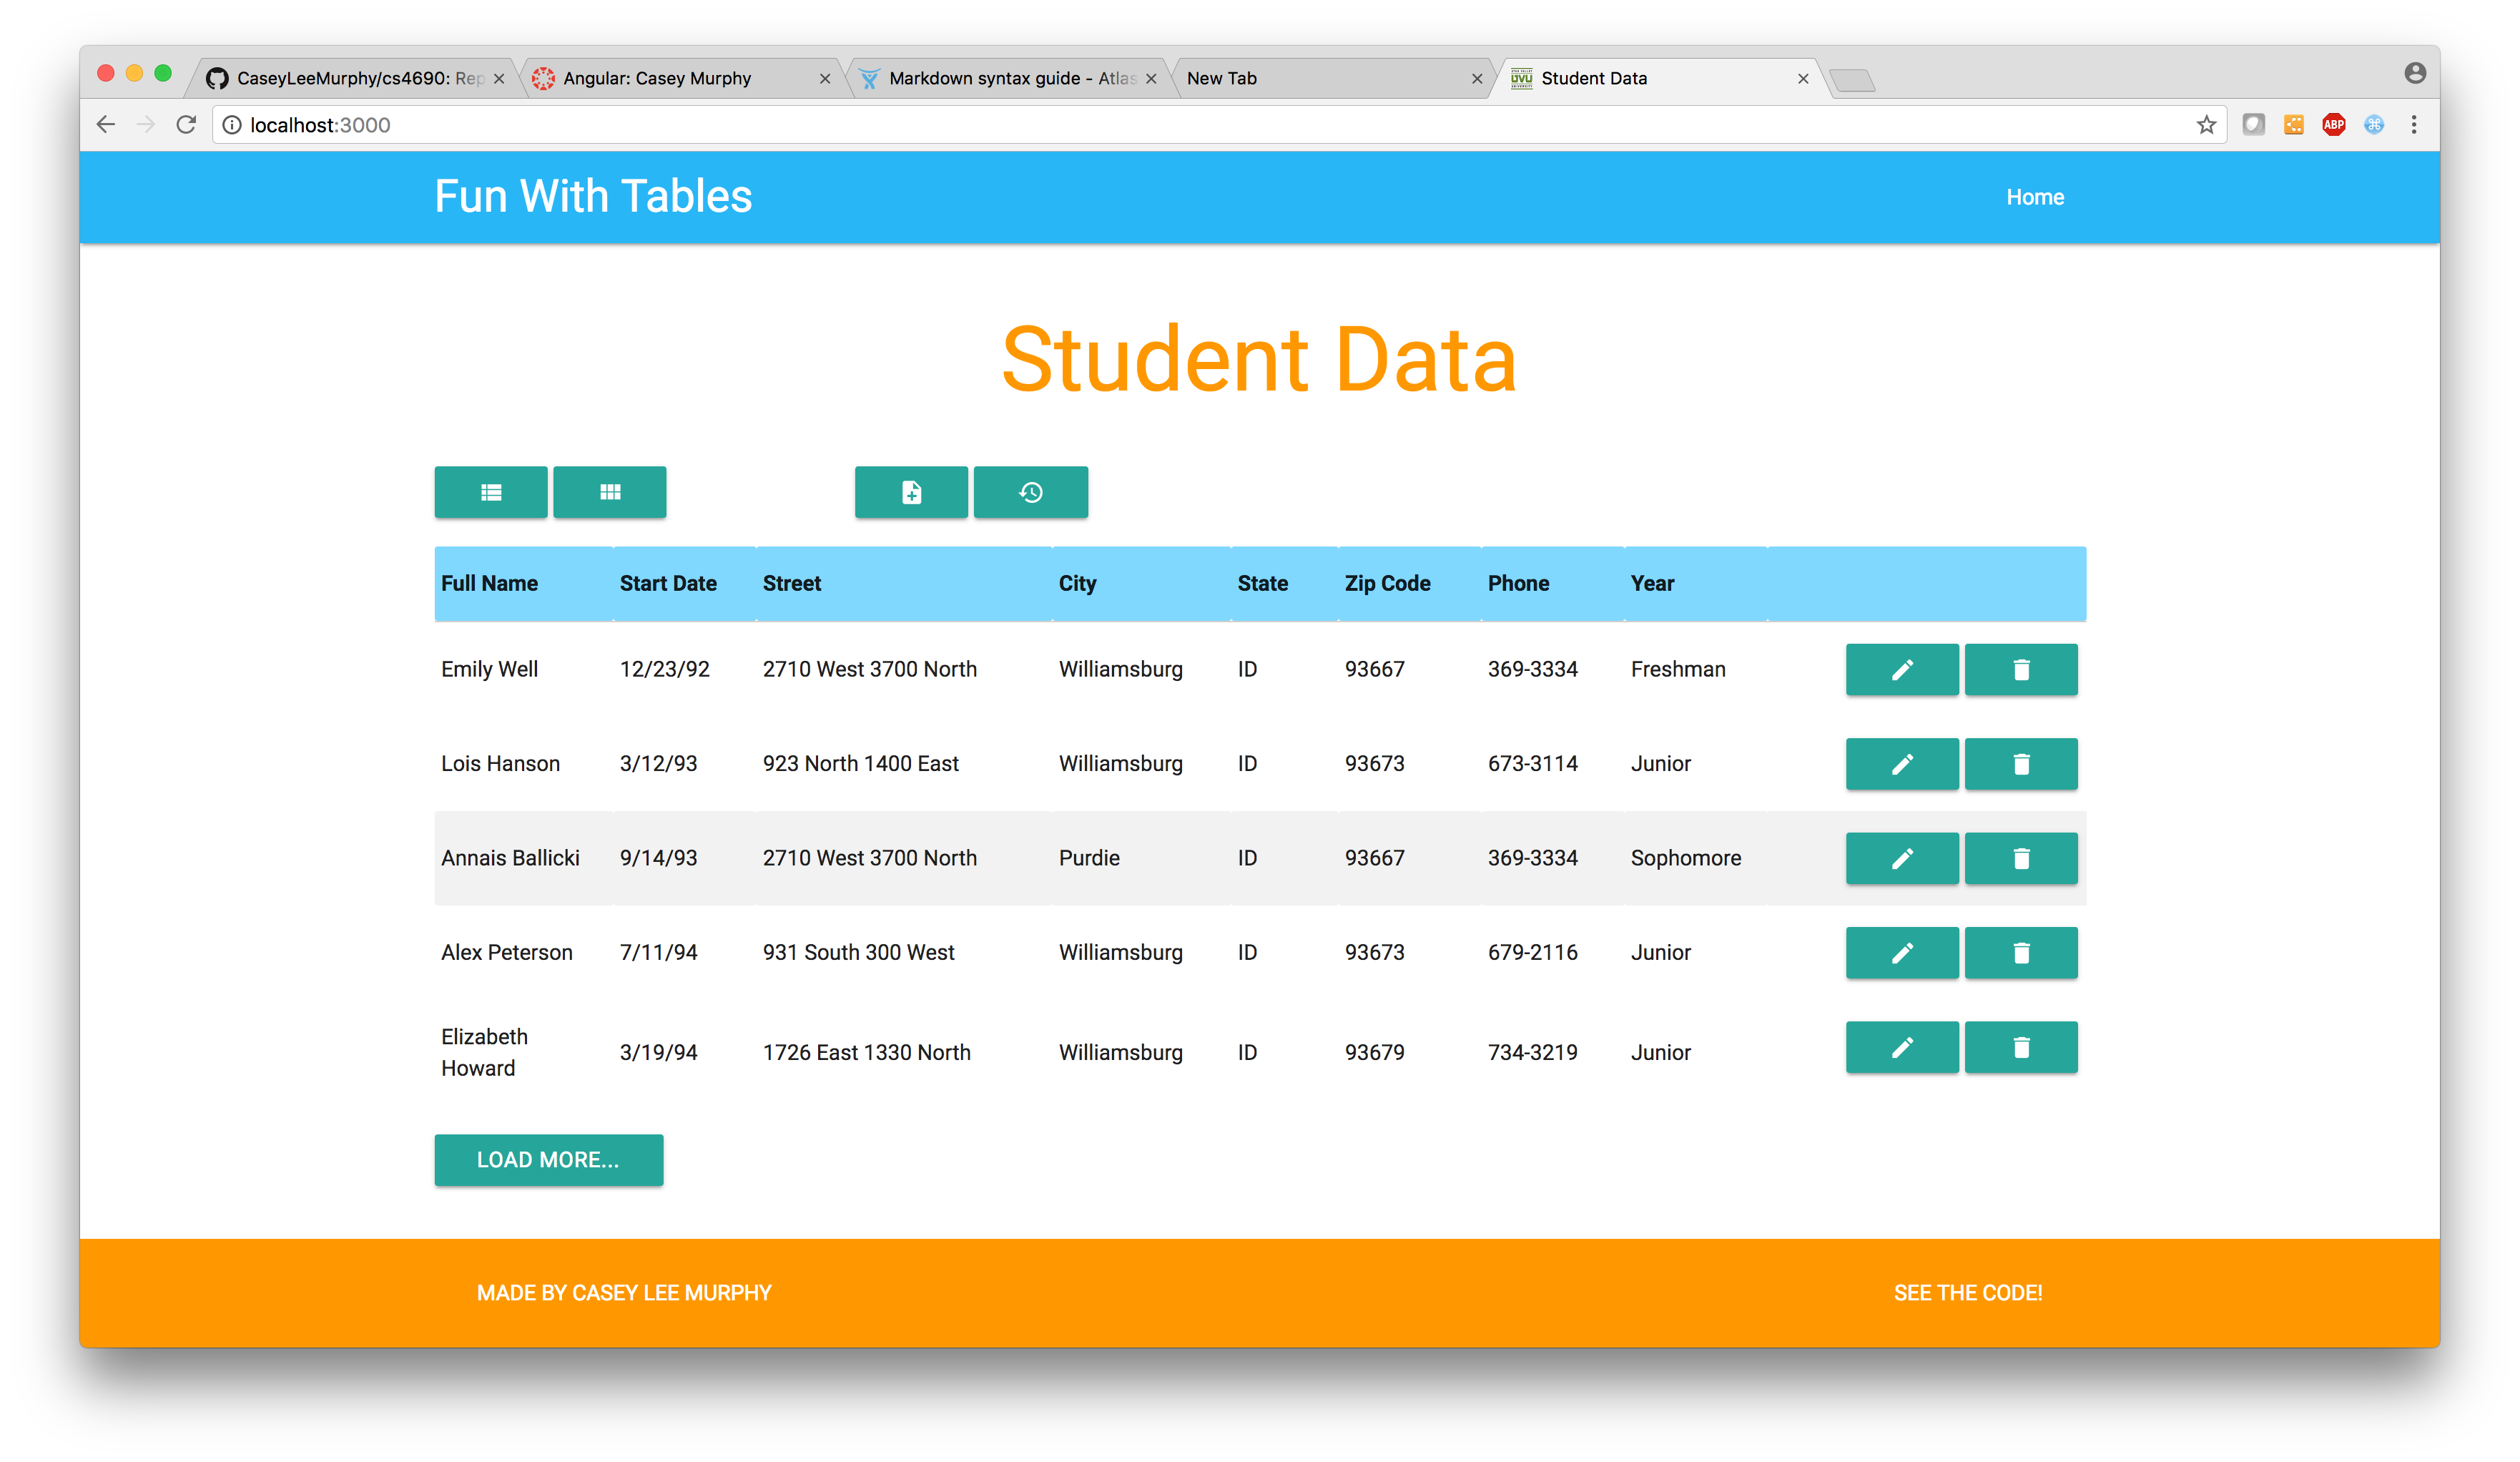 CaseyLeeMurphy/cs4690: Rep
Angular: Casey Murphy
Markdown syntax guide - Atlas
New Tab
UVU
Student Data
localhost:3000
ABP
Fun With Tables
Home
Student Data
Full Name Start Date Street City State Zip Code Phone Year
Emily Well 12/23/92 2710 West 3700 North Williamsburg ID 93667 369-3334 Freshman
Lois Hanson 3/12/93 923 North 1400 East Williamsburg ID 93673 673-3114 Junior
Annais Ballicki 9/14/93 2710 West 3700 North Purdie ID 93667 369-3334 Sophomore
Alex Peterson 7/11/94 931 South 300 West Williamsburg ID 93673 679-2116 Junior
Elizabeth
Howard 3/19/94 1726 East 1330 North Williamsburg ID 93679 734-3219 Junior
LOAD MORE...
MADE BY CASEY LEE MURPHY
SEE THE CODE!